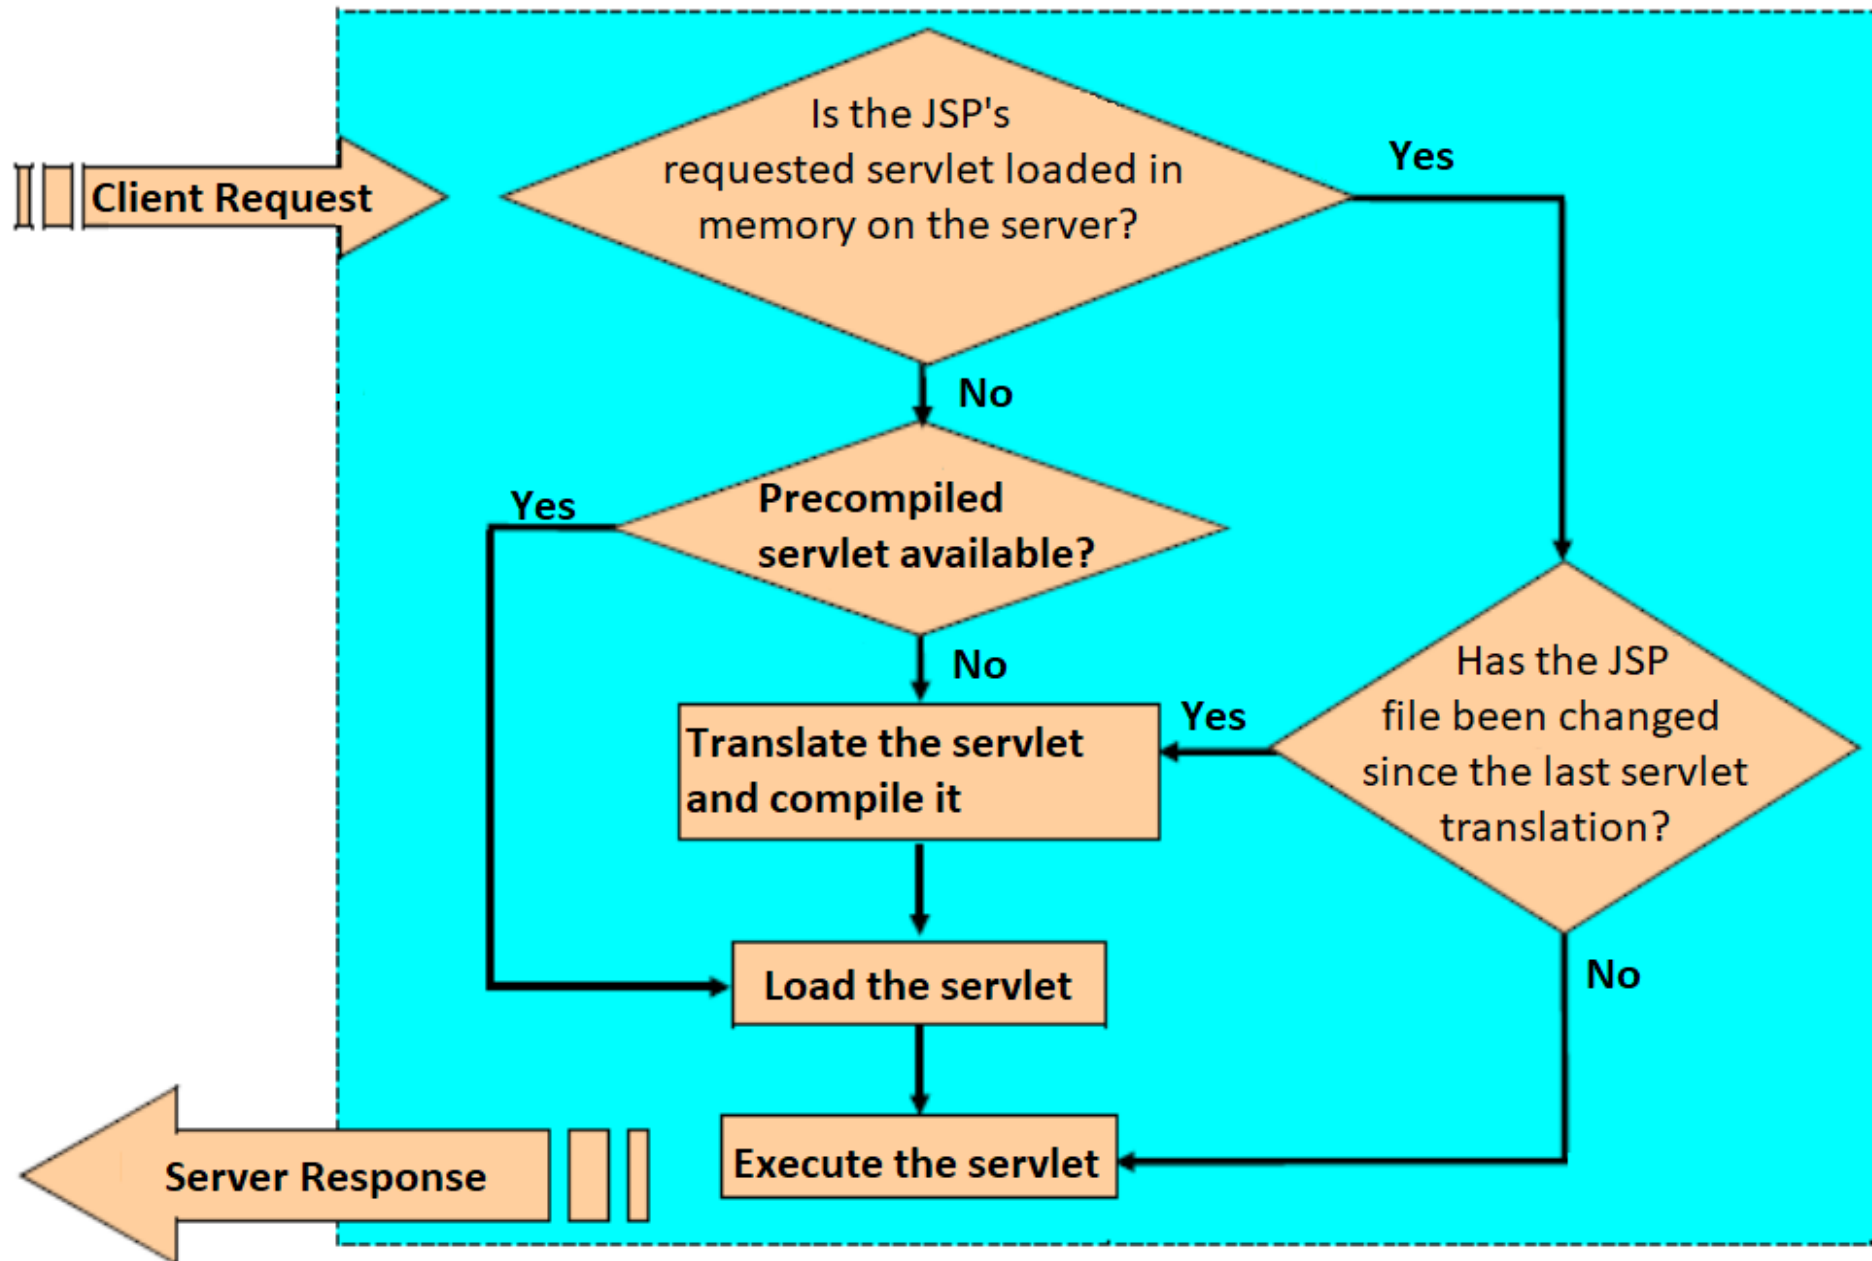 Is the JSP's
requested servlet loaded in
memory on the server?
Yes
Client Request
No
Precompiled
servlet available?
Yes
No
Has the JSP
file been changed
since the last servlet
translation?
Yes
Translate the servlet
and compile it
No
Load the servlet
Execute the servlet
Server Response